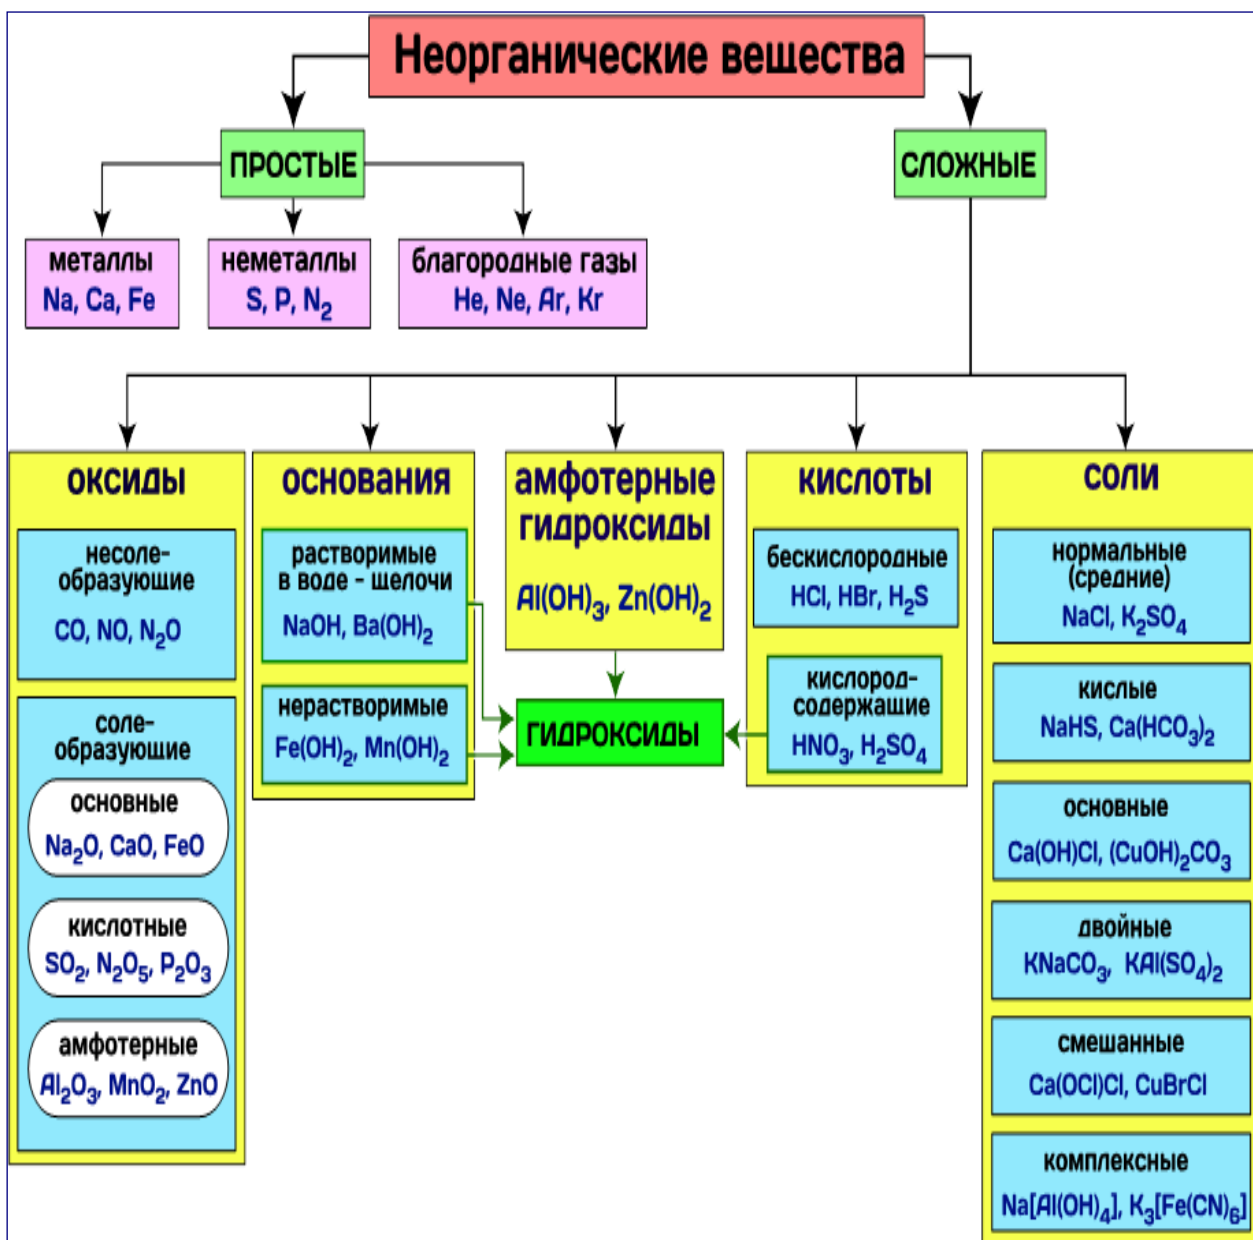 Неорганические вещества
ПРОСТЫЕ
СЛОЖНЫЕ
металлы
Na, Ca, Fe
неметаллы
S, P, N₂
благородные газы
He, Ne, Ar, Kr
оксиды
несоле-
образующие
CO, NO, N₂O
соле-
образующие
основные
Na₂O, CaO, FeO
кислотные
SO₂, N₂O₅, P₂O₃
амфотерные
Al₂O₃, MnO₂, ZnO
основания
растворимые
в воде - щелочи
NaOH, Ba(OH)₂
нерастворимые
Fe(OH)₂, Mn(OH)₂
амфотерные
гидроксиды
Al(OH)₃, Zn(OH)₂
ГИДРОКСИДЫ
кислоты
бескислородные
HCl, HBr, H₂S
кислород-
содержащие
HNO₃, H₂SO₄
соли
нормальные
(средние)
NaCl, K₂SO₄
кислые
NaHS, Ca(HCO₃)₂
основные
Ca(OH)Cl, (CuOH)₂CO₃
двойные
KNaCO₃, KAl(SO₄)₂
смешанные
Ca(OCl)Cl, CuBrCl
комплексные
Na[Al(OH)₄], K₃[Fe(CN)₆]